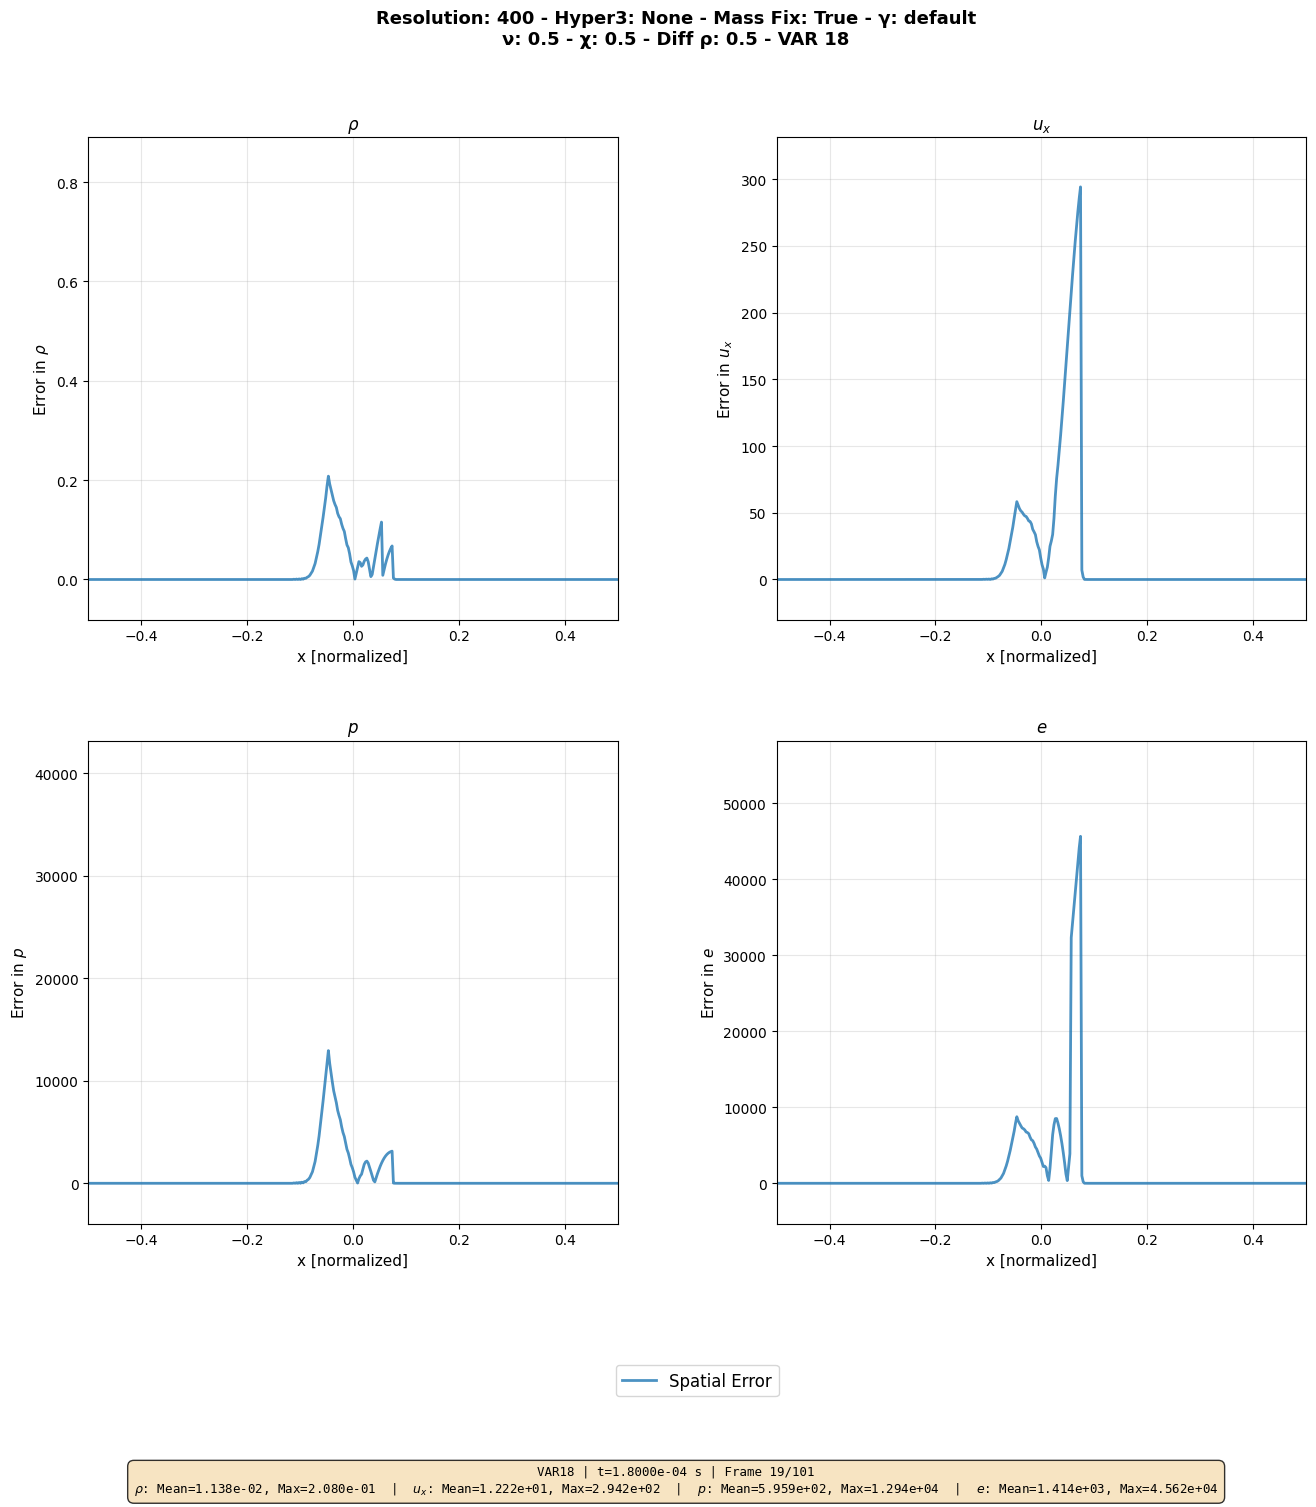 Resolution: 400 - Hyper3: None - Mass Fix: True - γ: default
ν: 0.5 - χ: 0.5 - Diff ρ: 0.5 - VAR 18
ρ
Error in ρ
0.8
0.6
0.4
0.2
0.0
−0.4 −0.2 0.0 0.2 0.4
x [normalized]
u_x
Error in u_x
300
250
200
150
100
50
0
−0.4 −0.2 0.0 0.2 0.4
x [normalized]
p
Error in p
40000
30000
20000
10000
0
−0.4 −0.2 0.0 0.2 0.4
x [normalized]
e
Error in e
50000
40000
30000
20000
10000
0
−0.4 −0.2 0.0 0.2 0.4
x [normalized]
Spatial Error
VAR18 | t=1.8000e-04 s | Frame 19/101
ρ: Mean=1.138e-02, Max=2.080e-01 | u_x: Mean=1.222e+01, Max=2.942e+02 | p: Mean=5.959e+02, Max=1.294e+04 | e: Mean=1.414e+03, Max=4.562e+04